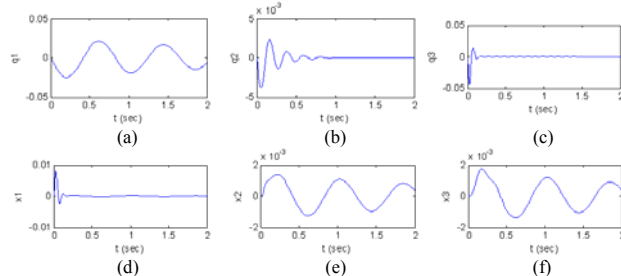 0.05
0
-0.05
q1
0 0.5 1 1.5 2
t (sec)
(a)
x 10⁻³
5
0
-5
q2
0 0.5 1 1.5 2
t (sec)
(b)
0.05
0
-0.05
q3
0 0.5 1 1.5 2
t (sec)
(c)
0.01
0
-0.01
x1
0 0.5 1 1.5 2
t (sec)
(d)
x 10⁻³
2
0
-2
x2
0 0.5 1 1.5 2
t (sec)
(e)
x 10⁻³
2
0
-2
x3
0 0.5 1 1.5 2
t (sec)
(f)